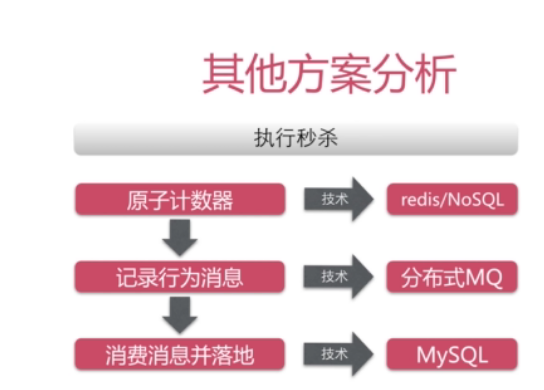 其他方案分析
执行秒杀
原子计数器
技术
redis/NoSQL
记录行为消息
技术
分布式MQ
消费消息并落地
技术
MySQL